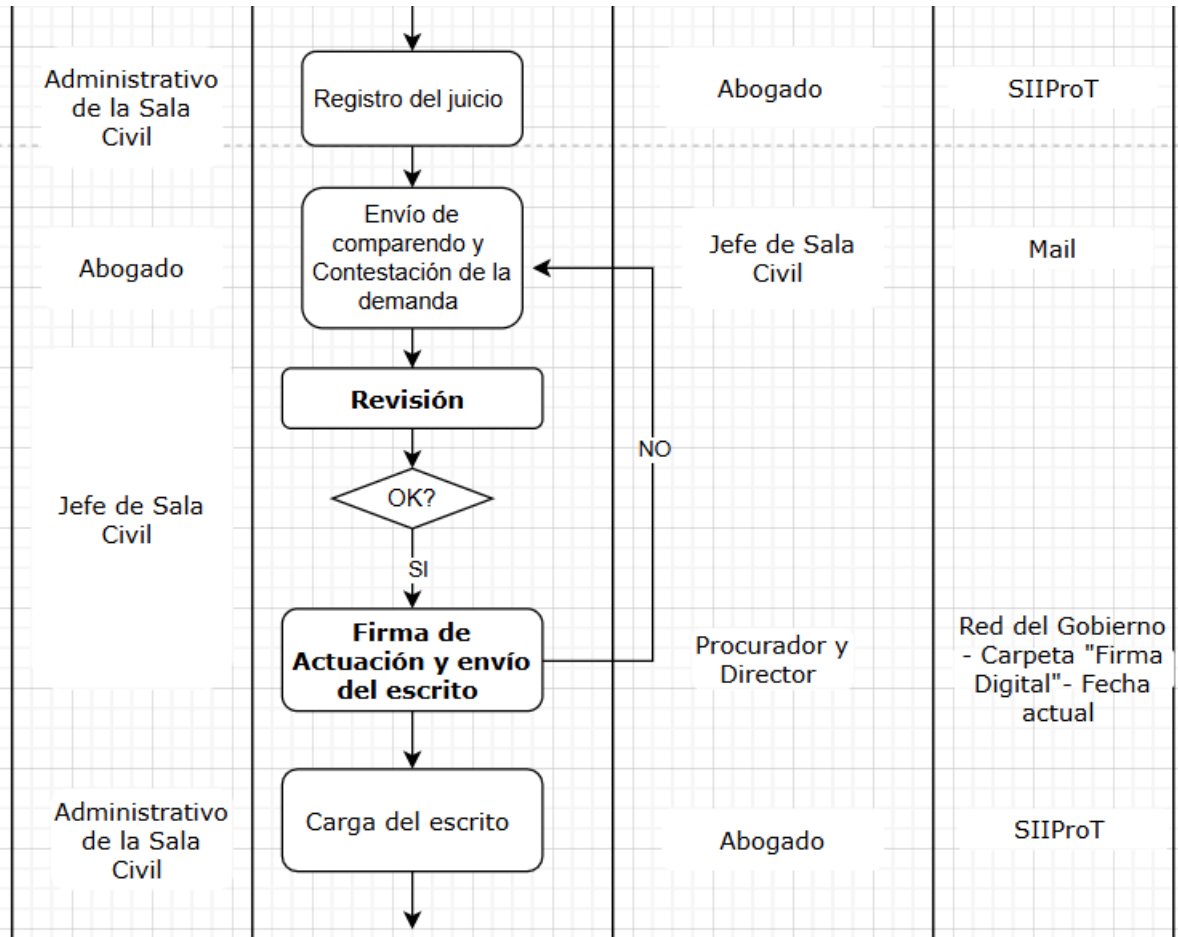 Administrativo
de la Sala
Civil
Registro del juicio
Abogado
SIIProT
Abogado
Envío de
comparendo y
Contestación de la
demanda
Jefe de Sala
Civil
Mail
Revisión
NO
Jefe de Sala
Civil
OK?
SI
Firma de
Actuación y envío
del escrito
Procurador y
Director
Red del Gobierno
- Carpeta "Firma
Digital"- Fecha
actual
Administrativo
de la Sala
Civil
Carga del escrito
Abogado
SIIProT